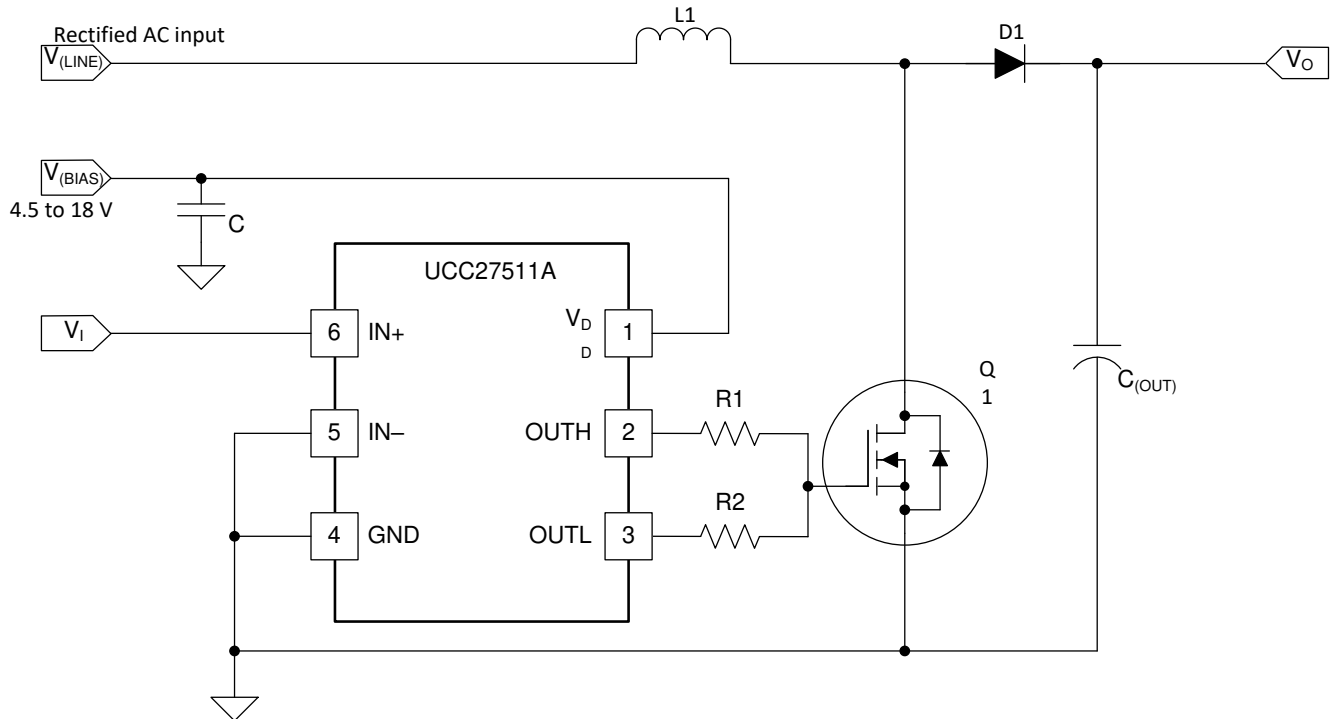 L1
D1
Rectified AC input
V(LINE)
VO
V(BIAS)
4.5 to 18 V
C
UCC27511A
VI
6 IN+
VD
D
1
Q
1
C(OUT)
5 IN–
OUTH 2
R1
4 GND
OUTL 3
R2